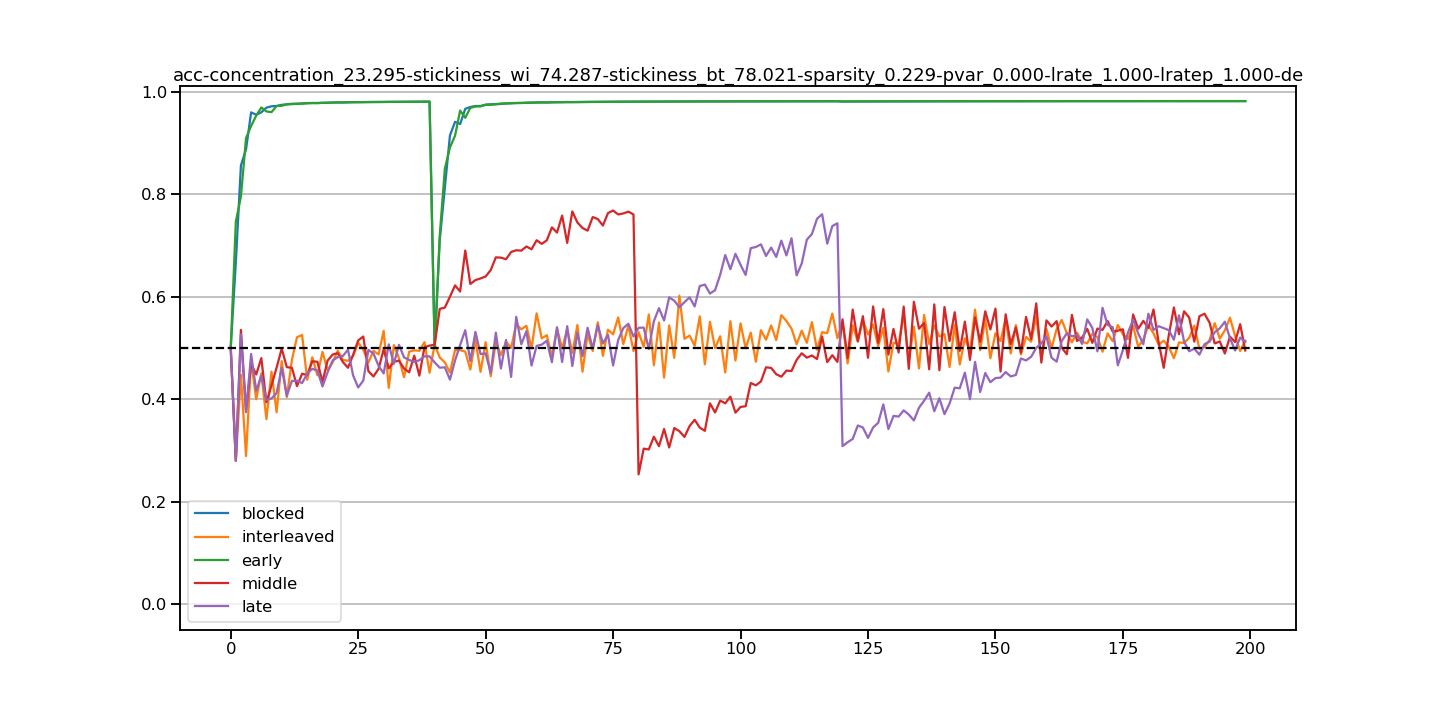 acc-concentration_23.295-stickiness_wi_74.287-stickiness_bt_78.021-sparsity_0.229-pvar_0.000-lrate_1.000-lratep_1.000-de
1.0
0.8
0.6
0.4
0.2
0.0
blocked
interleaved
early
middle
late
0 25 50 75 100 125 150 175 200